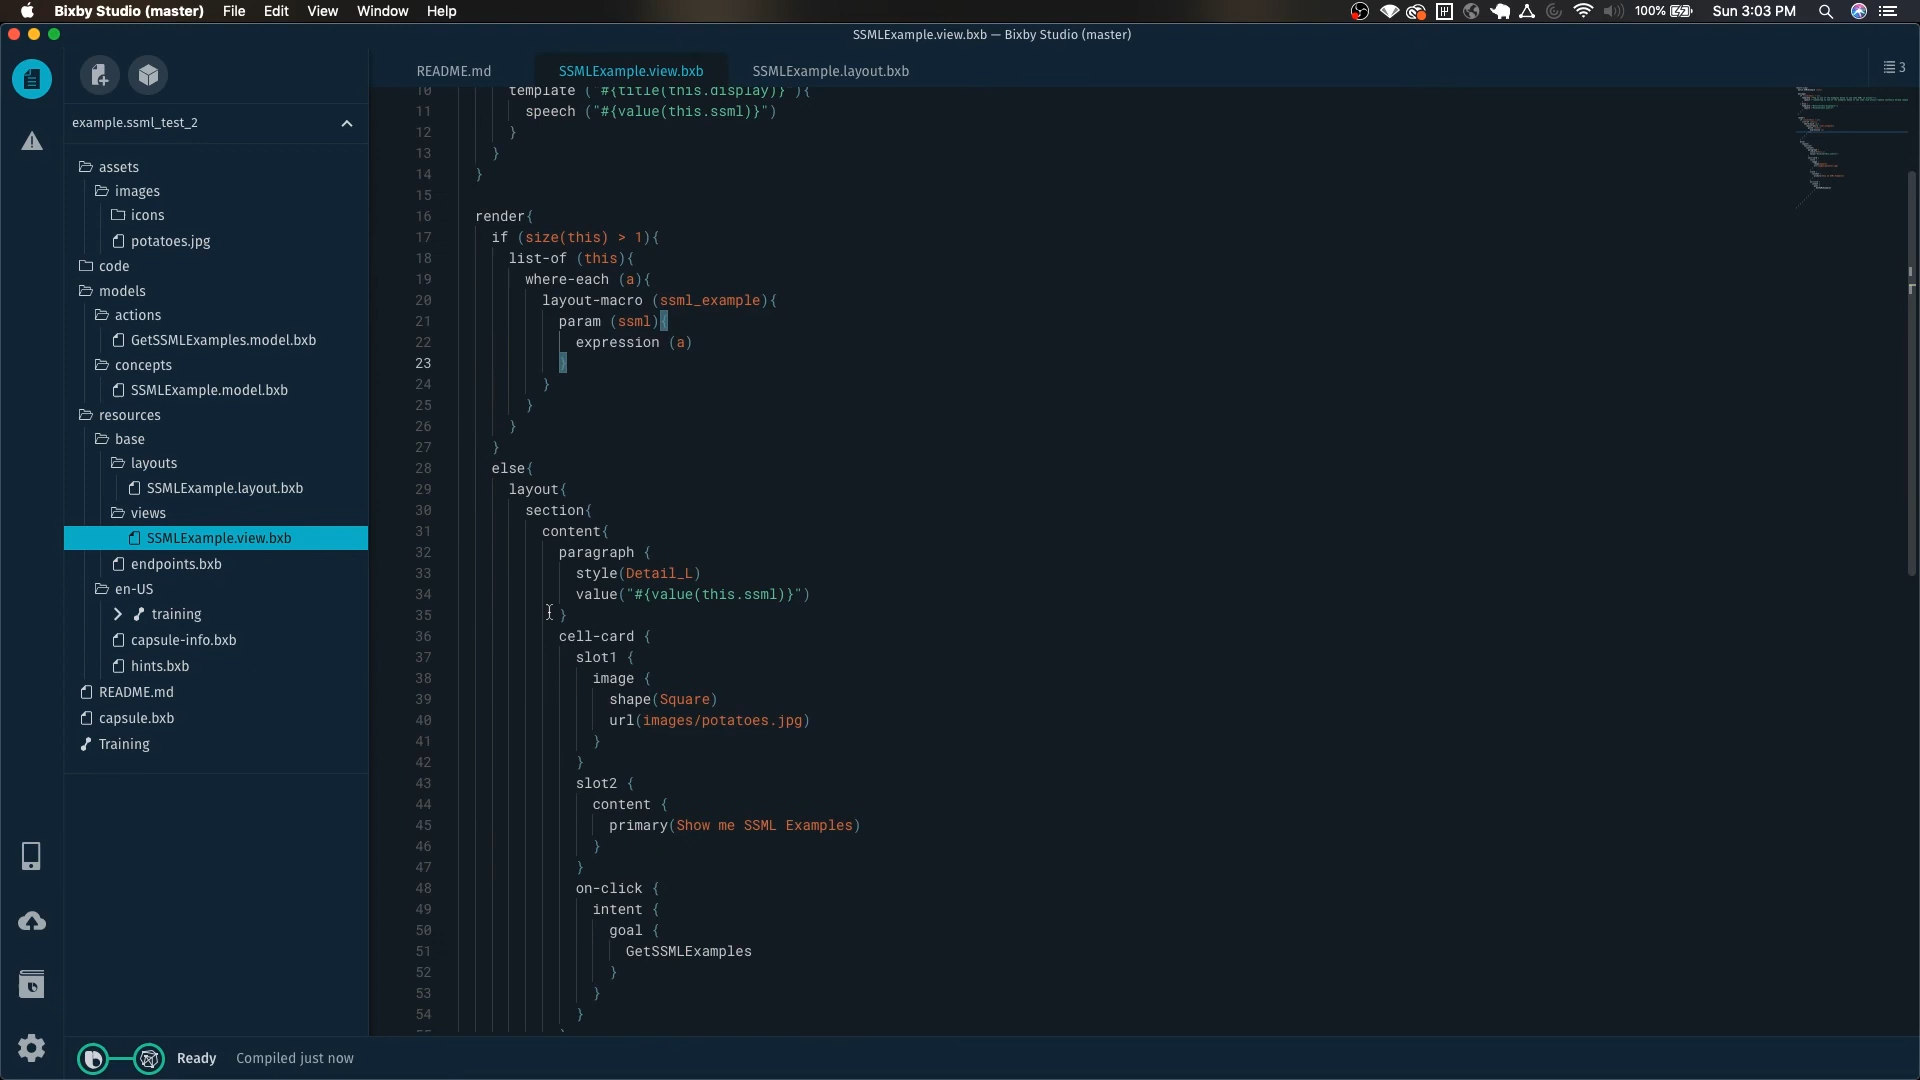 Bixby Studio (master) File Edit View Window Help 100% Sun 3:03 PM
SSMLExample.view.bxb — Bixby Studio (master)
README.md SSMLExample.view.bxb SSMLExample.layout.bxb 3
example.ssml_test_2
assets
images
icons
potatoes.jpg
code
models
actions
GetSSMLExamples.model.bxb
concepts
SSMLExample.model.bxb
resources
base
layouts
SSMLExample.layout.bxb
views
SSMLExample.view.bxb
endpoints.bxb
en-US
training
capsule-info.bxb
hints.bxb
README.md
capsule.bxb
Training
10 template ("#{title(this.display)}"){
11 speech ("#{value(this.ssml)}")
12 }
13 }
14 }
15
16 render{
17 if (size(this) > 1){
18 list-of (this){
19 where-each (a){
20 layout-macro (ssml_example){
21 param (ssml){
22 expression (a)
23 }
24 }
25 }
26 }
27 }
28 else{
29 layout{
30 section{
31 content{
32 paragraph {
33 style(Detail_L)
34 value("#{value(this.ssml)}")
35 }
36 cell-card {
37 slot1 {
38 image {
39 shape(Square)
40 url(images/potatoes.jpg)
41 }
42 }
43 slot2 {
44 content {
45 primary(Show me SSML Examples)
46 }
47 }
48 on-click {
49 intent {
50 goal {
51 GetSSMLExamples
52 }
53 }
54 }
Ready Compiled just now